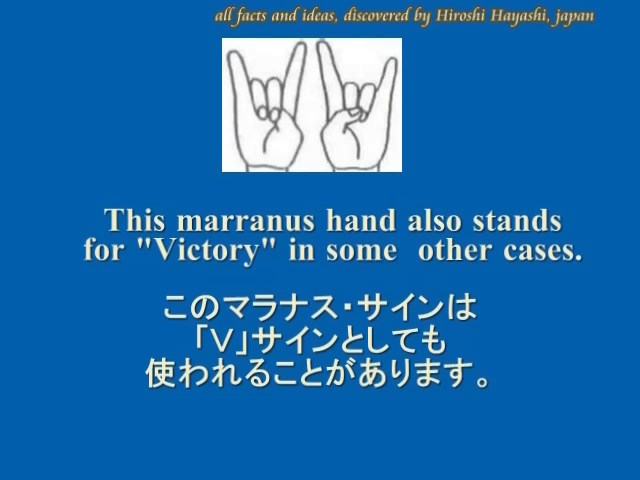 all facts and ideas, discovered by Hiroshi Hayashi, japan
This marranus hand also stands
for "Victory" in some other cases.
このマラナス・サインは
「V」サインとしても
使われることがあります。